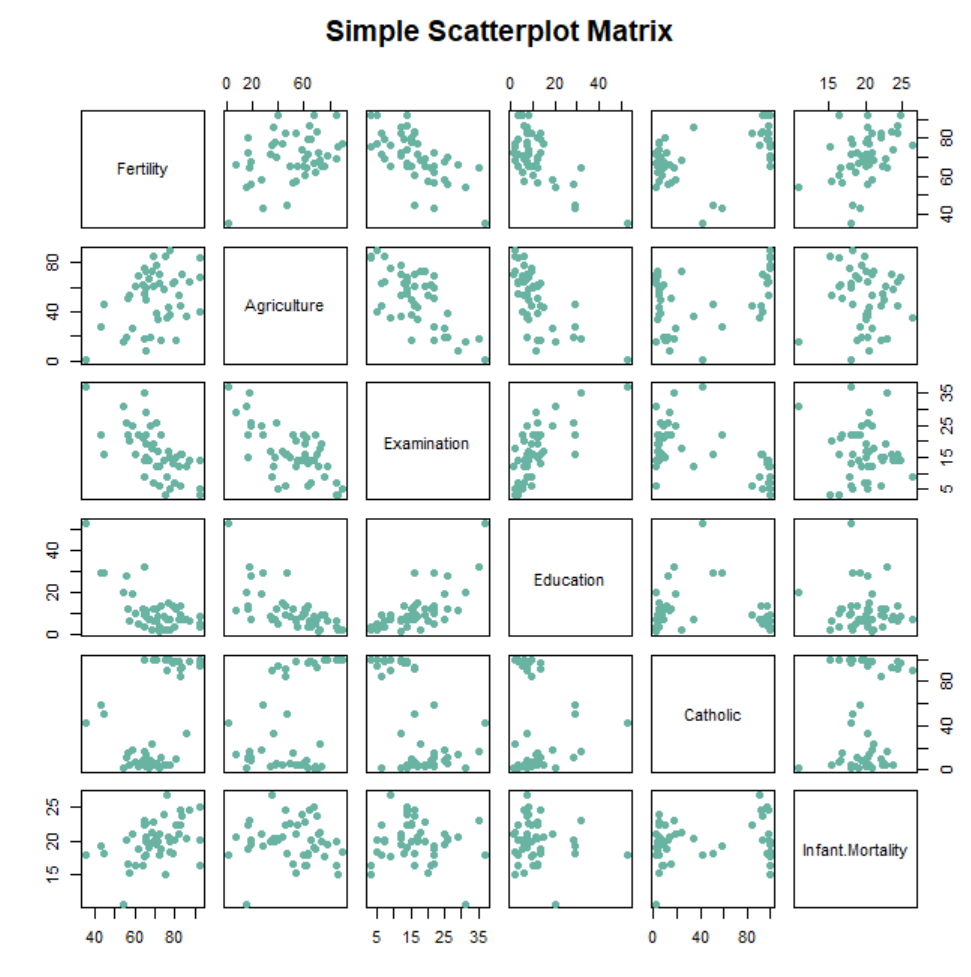 Simple Scatterplot Matrix
0 20 60
0 20 40
15 20 25
Fertility
40 60 80
0 40 80
Agriculture
Examination
5 15 25 35
0 20 40
Education
Catholic
0 40 80
15 20 25
Infant.Mortality
40 60 80
5 15 25 35
0 40 80